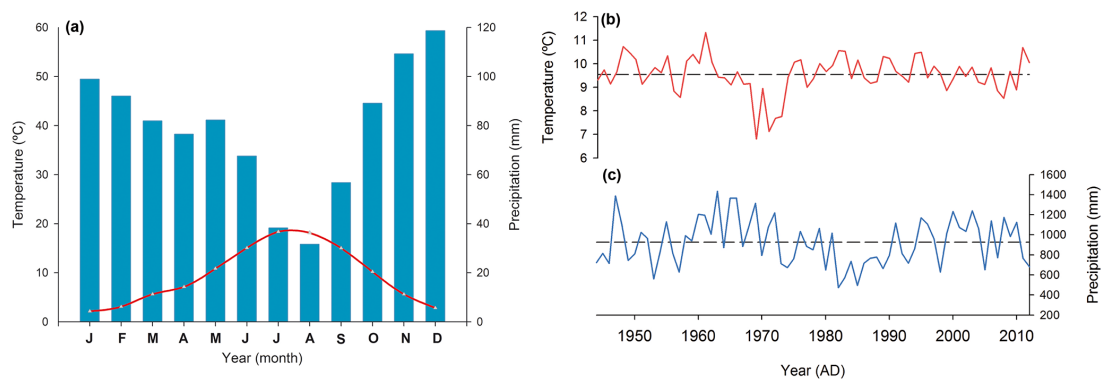 (a)
Temperature (ºC)
60
50
40
30
20
10
0
120
100
80
60
40
20
0
Precipitation (mm)
J F M A M J J A S O N D
Year (month)
(b)
Temperature (ºC)
12
11
10
9
8
7
6
(c)
1600
1400
1200
1000
800
600
400
200
Precipitation (mm)
1950 1960 1970 1980 1990 2000 2010
Year (AD)